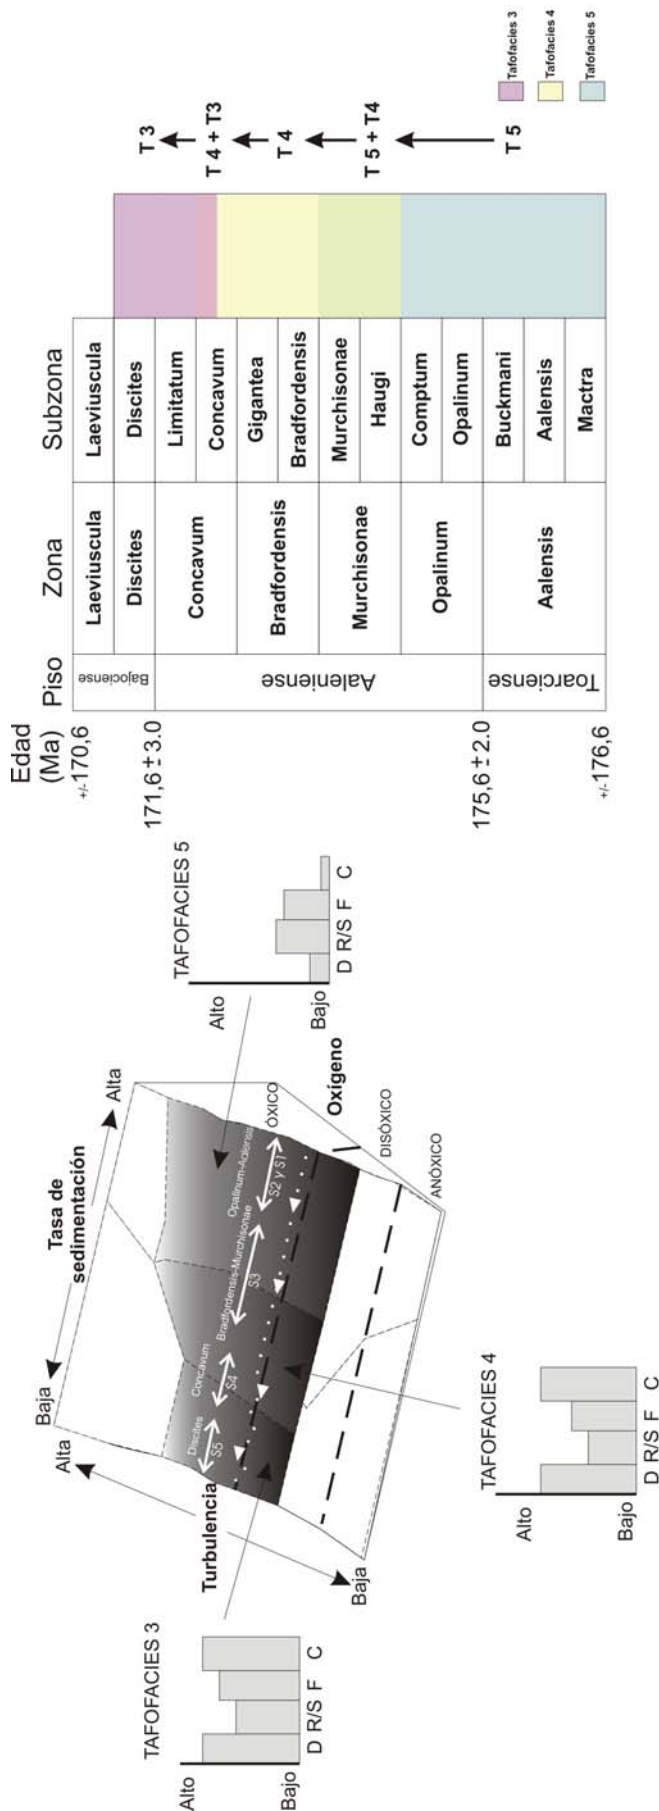 TAFOFACIES 3
Alto
Bajo
D R/S F C
Turbulencia
Alta
Baja
Tasa de
sedimentación
Baja
Alta
Discites
S5
Concavum
S4
Bradfordensis-Murchisonae
S3
Opalinum-Adlensis
S2 y S1
ÓXICO
Oxígeno
DISÓXICO
ANÓXICO
TAFOFACIES 4
Alto
Bajo
D R/S F C
TAFOFACIES 5
Alto
Bajo
D R/S F C
Edad
(Ma)
Piso
Zona
Subzona
+/-170,6
171,6 ± 3.0
175,6 ± 2.0
+/-176,6
Bajociense
Aaleniense
Toarciense
Laeviuscula
Discites
Concavum
Bradfordensis
Murchisonae
Opalinum
Aalensis
Laeviuscula
Discites
Limitatum
Concavum
Gigantea
Bradfordensis
Murchisonae
Haugi
Comptum
Opalinum
Buckmani
Aalensis
Mactra
T 3
T 4 + T3
T 4
T 5 + T4
T 5
Tafofacies 3
Tafofacies 4
Tafofacies 5